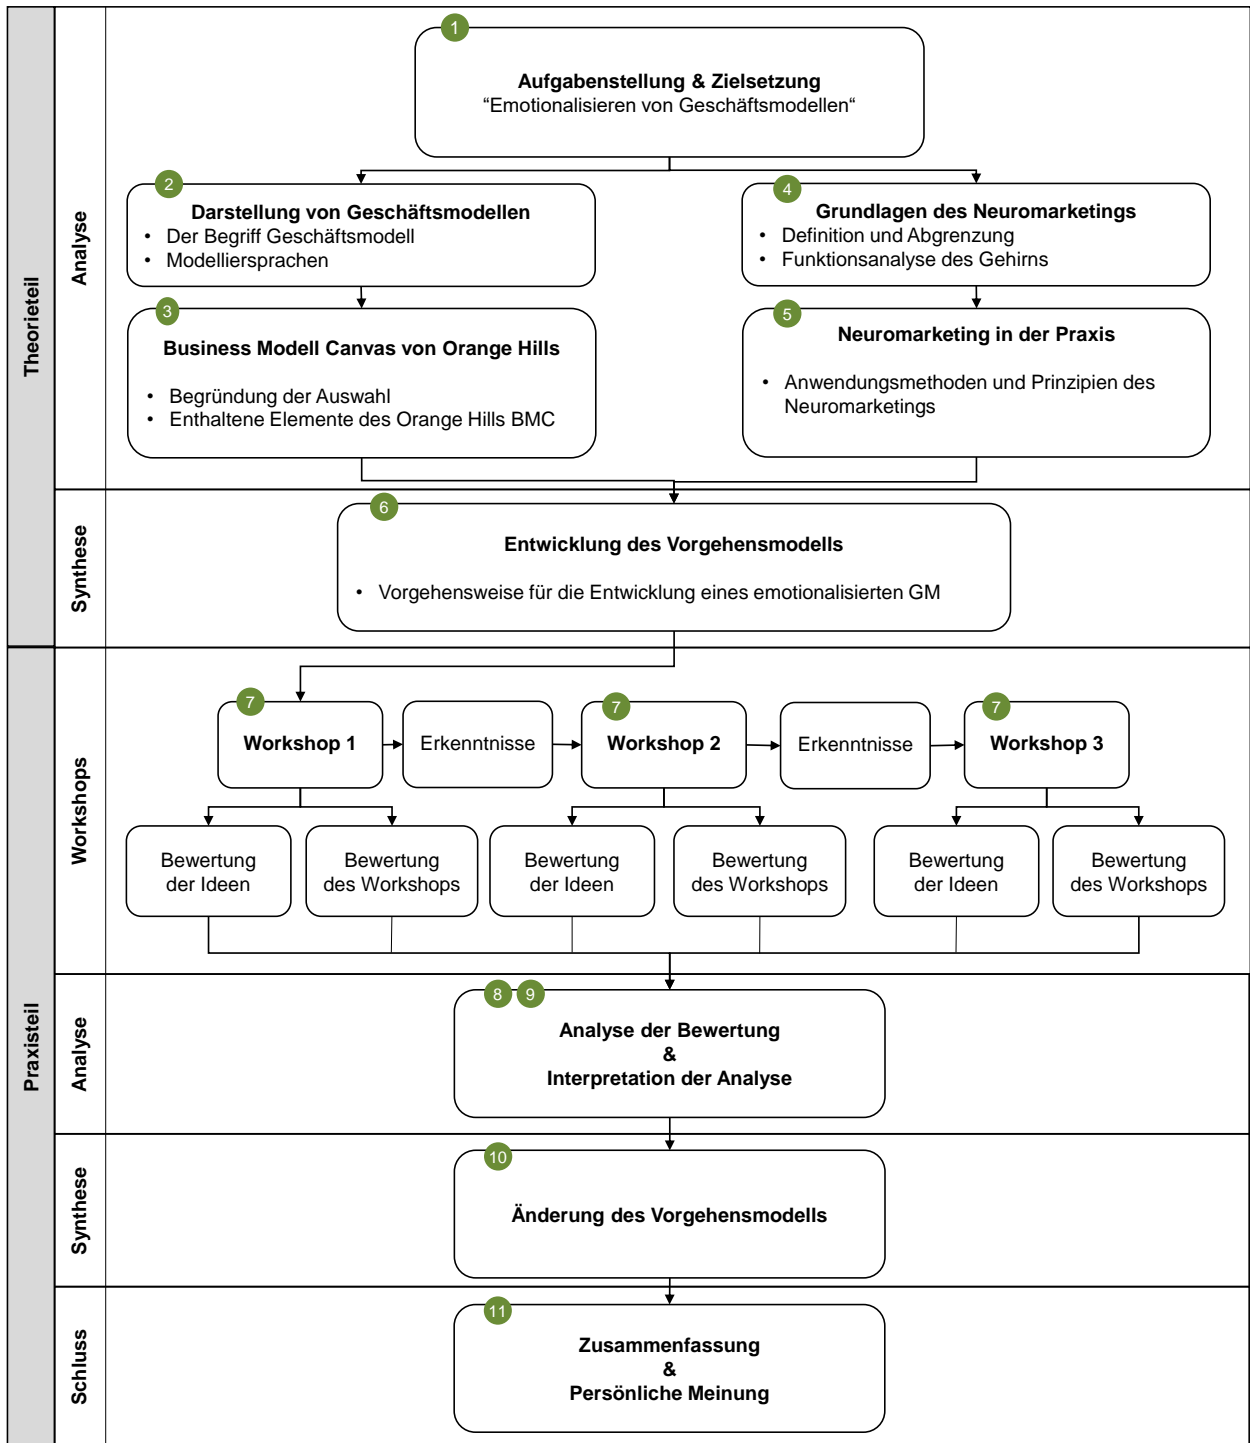 Theorieteil
Analyse
1
Aufgabenstellung & Zielsetzung
“Emotionalisieren von Geschäftsmodellen“
2
Darstellung von Geschäftsmodellen
• Der Begriff Geschäftsmodell
• Modelliersprachen
4
Grundlagen des Neuromarketings
• Definition und Abgrenzung
• Funktionsanalyse des Gehirns
3
Business Modell Canvas von Orange Hills
• Begründung der Auswahl
• Enthaltene Elemente des Orange Hills BMC
5
Neuromarketing in der Praxis
• Anwendungsmethoden und Prinzipien des
Neuromarketings
Synthese
6
Entwicklung des Vorgehensmodells
• Vorgehensweise für die Entwicklung eines emotionalisierten GM
Praxisteil
Workshops
7
Workshop 1
Erkenntnisse
7
Workshop 2
Erkenntnisse
7
Workshop 3
Bewertung
der Ideen
Bewertung
des Workshops
Bewertung
der Ideen
Bewertung
des Workshops
Bewertung
der Ideen
Bewertung
des Workshops
Analyse
8
9
Analyse der Bewertung
&
Interpretation der Analyse
Synthese
10
Änderung des Vorgehensmodells
Schluss
11
Zusammenfassung
&
Persönliche Meinung